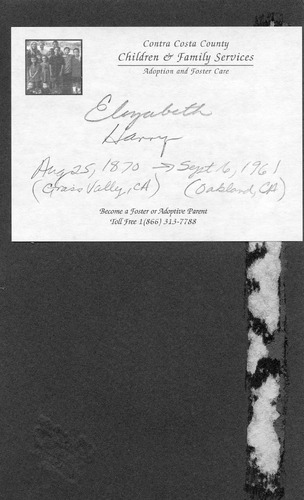 Contra Costa County
Children & Family Services
Adoption and Foster Care
Elizabeth
Harry
Aug 25, 1870 → Sept 6, 1961
(Grass Valley, CA) (Oakland, CA)
Become a Foster or Adoptive Parent
Toll Free 1(866) 313-7788